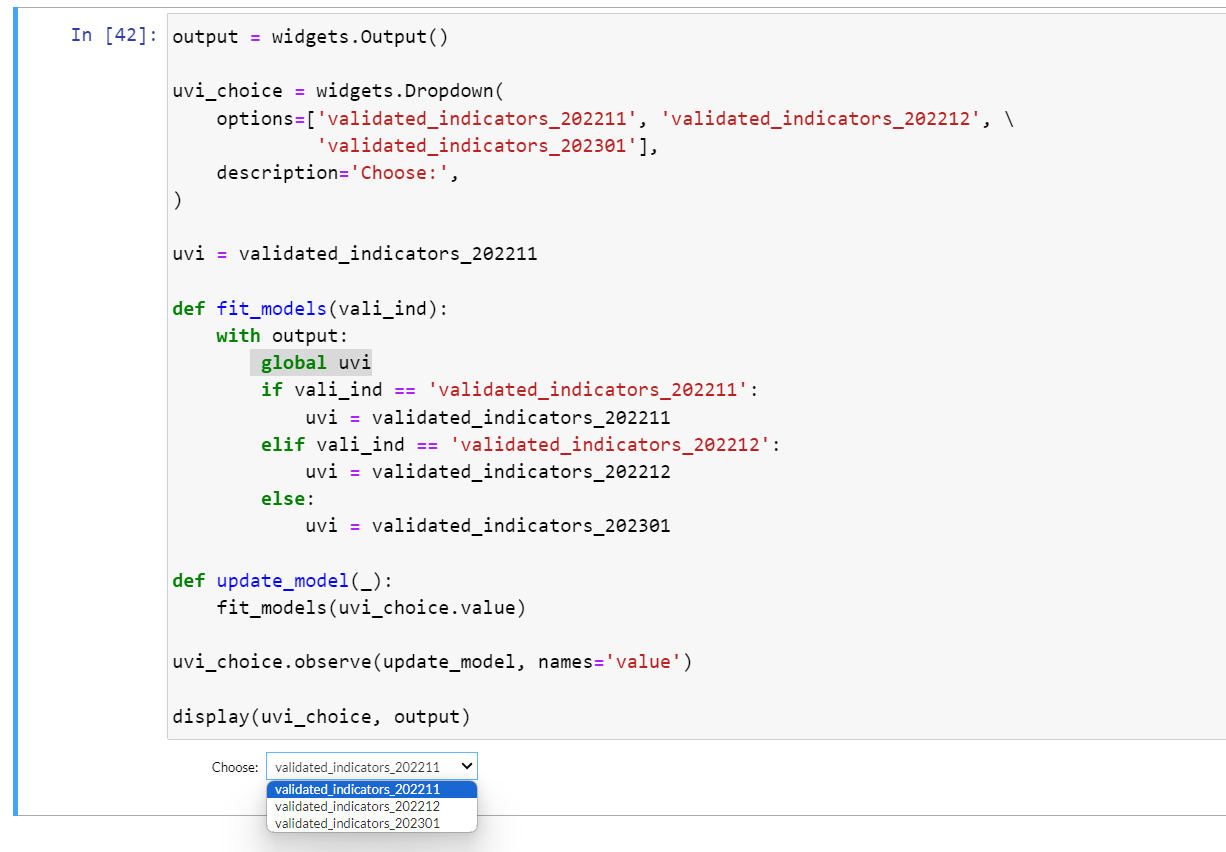 In [42]:
output = widgets.Output()
uvi_choice = widgets.Dropdown(
    options=['validated_indicators_202211', 'validated_indicators_202212', \
             'validated_indicators_202301'],
    description='Choose:',
)
uvi = validated_indicators_202211
def fit_models(vali_ind):
    with output:
        global uvi
        if vali_ind == 'validated_indicators_202211':
            uvi = validated_indicators_202211
        elif vali_ind == 'validated_indicators_202212':
            uvi = validated_indicators_202212
        else:
            uvi = validated_indicators_202301
def update_model(_):
    fit_models(uvi_choice.value)
uvi_choice.observe(update_model, names='value')
display(uvi_choice, output)
Choose: validated_indicators_202211
validated_indicators_202211
validated_indicators_202212
validated_indicators_202301